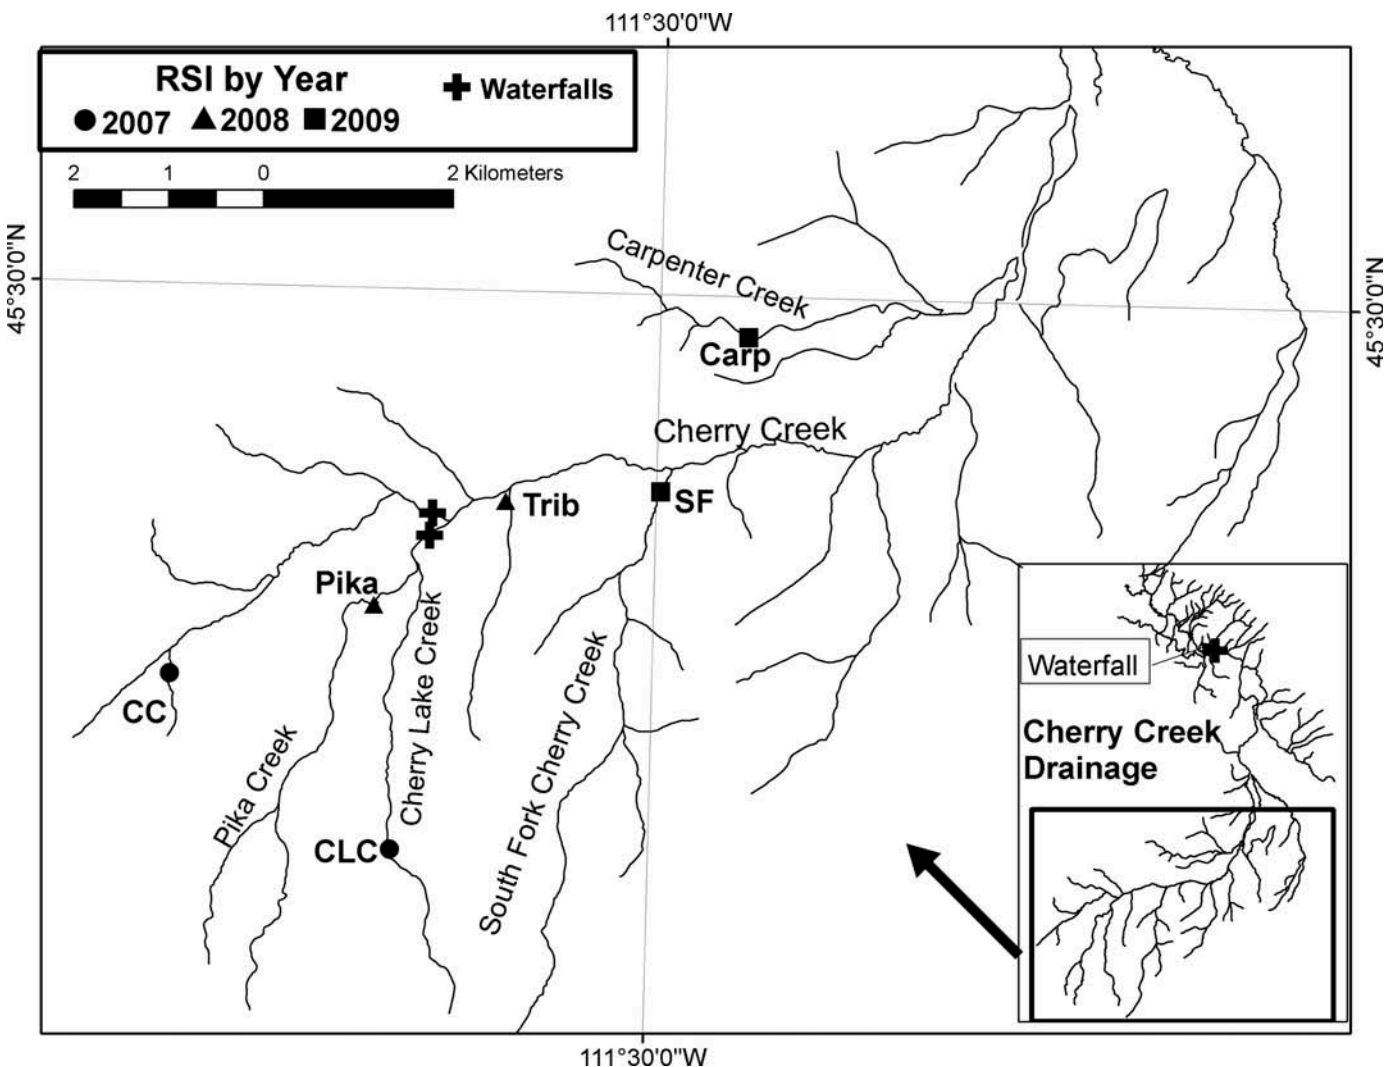 111°30'0"W
RSI by Year
Waterfalls
2007
2008
2009
2 1 0 2 Kilometers
45°30'0"N
45°30'0"N
Carpenter Creek
Carp
Cherry Creek
Trib
SF
Pika
CC
Pika Creek
Cherry Lake Creek
CLC
South Fork Cherry Creek
Waterfall
Cherry Creek
Drainage
111°30'0"W